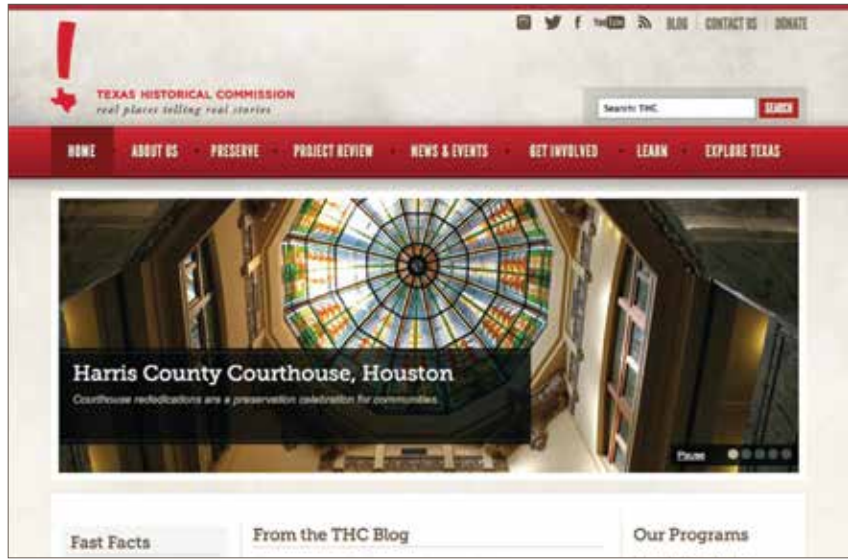 YouTube BLOG CONTACT US DONATE
TEXAS HISTORICAL COMMISSION
real places telling real stories
Search THC SEARCH
HOME ABOUT US PRESERVE PROJECT REVIEW NEWS & EVENTS GET INVOLVED LEARN EXPLORE TEXAS
Harris County Courthouse, Houston
Courthouse rededications are a preservation celebration for communities.
Pause
Fast Facts From the THC Blog Our Programs